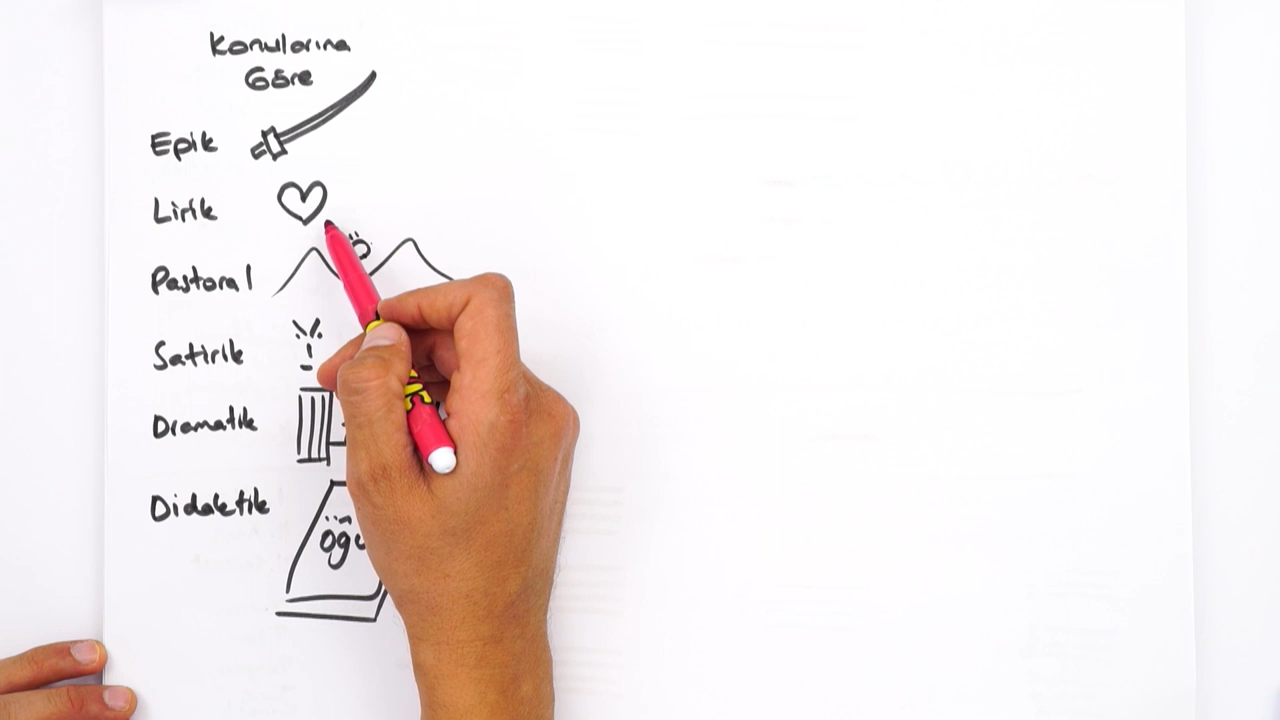 Konularına
Göre
Epik
Lirik
Pastoral
Satirik
Dramatik
Didaktik